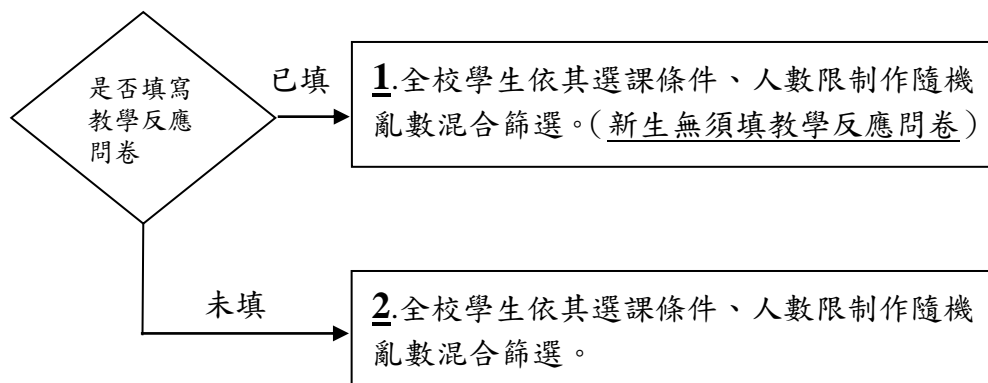 是否填寫
教學反應
問卷
已填
1.全校學生依其選課條件、人數限制作隨機
亂數混合篩選。(新生無須填教學反應問卷)
未填
2.全校學生依其選課條件、人數限制作隨機
亂數混合篩選。